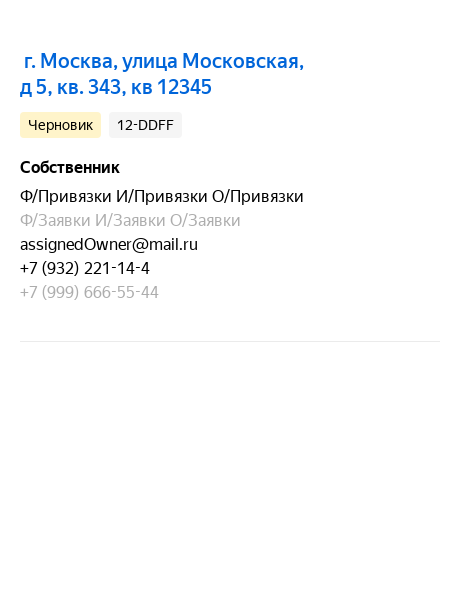 г. Москва, улица Московская,
д 5, кв. 343, кв 12345
Черновик 12-DDFF
Собственник
Ф/Привязки И/Привязки О/Привязки
Ф/Заявки И/Заявки О/Заявки
assignedOwner@mail.ru
+7 (932) 221-14-4
+7 (999) 666-55-44